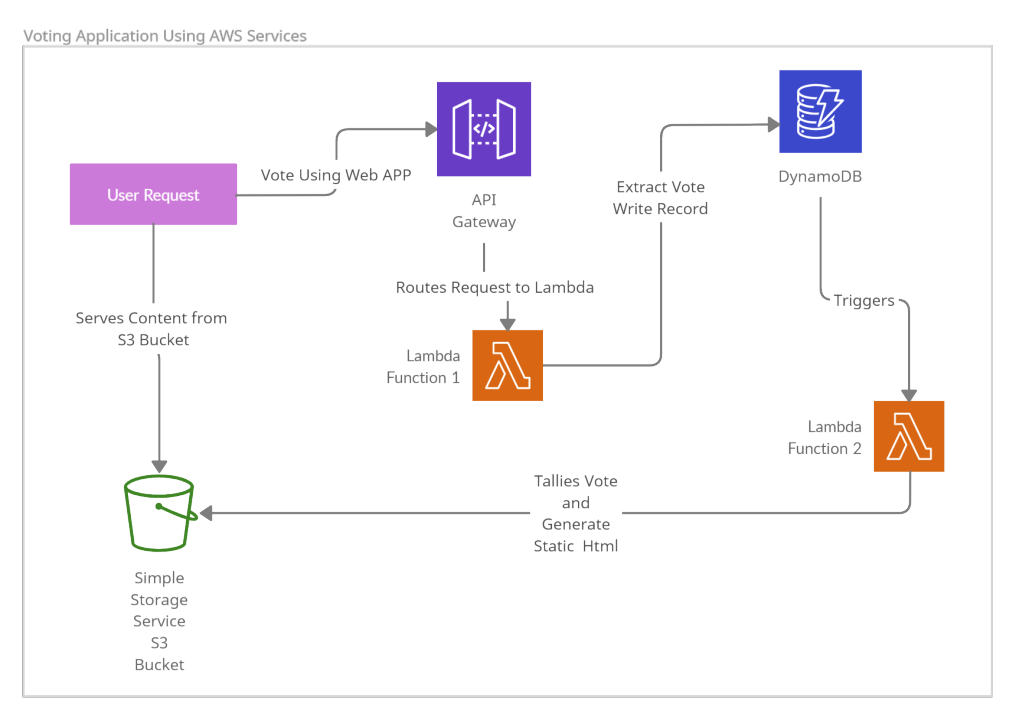 Voting Application Using AWS Services
User Request
Vote Using Web APP
API
Gateway
Routes Request to Lambda
Lambda
Function 1
Extract Vote
Write Record
DynamoDB
Triggers
Lambda
Function 2
Tallies Vote
and
Generate
Static Html
Serves Content from
S3 Bucket
Simple
Storage
Service
S3
Bucket